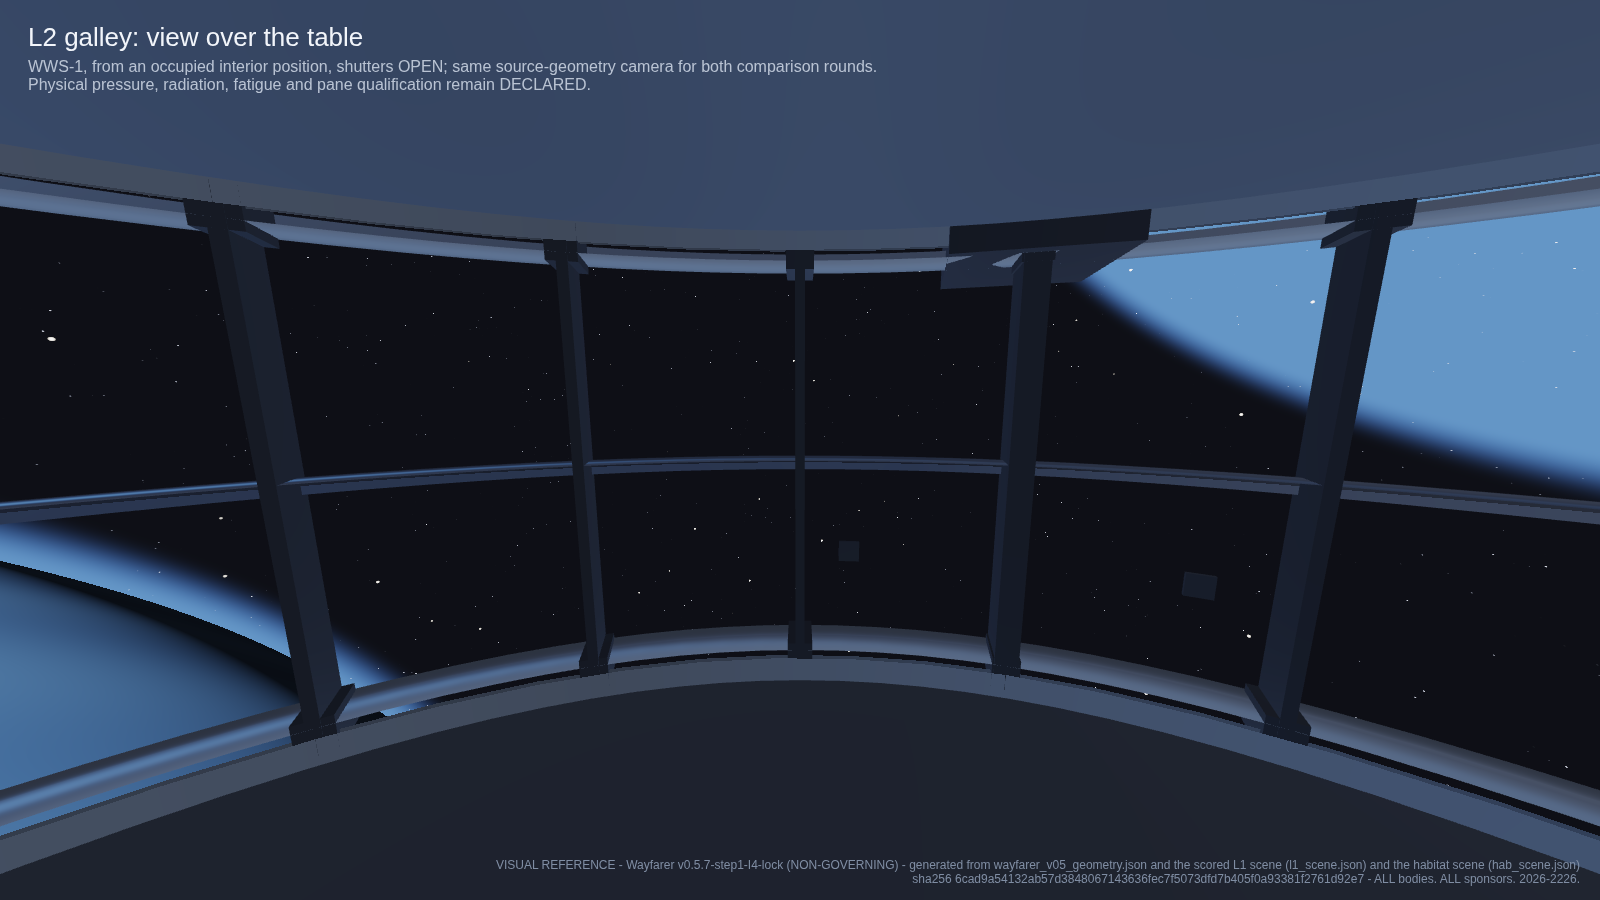 L2 galley: view over the table
WWS-1, from an occupied interior position, shutters OPEN; same source-geometry camera for both comparison rounds.
Physical pressure, radiation, fatigue and pane qualification remain DECLARED.
VISUAL REFERENCE - Wayfarer v0.5.7-step1-I4-lock (NON-GOVERNING) - generated from wayfarer_v05_geometry.json and the scored L1 scene (l1_scene.json) and the habitat scene (hab_scene.json)
sha256 6cad9a54132ab57d3848067143636fec7f5073dfd7b405f0a93381f2761d92e7 - ALL bodies. ALL sponsors. 2026-2226.